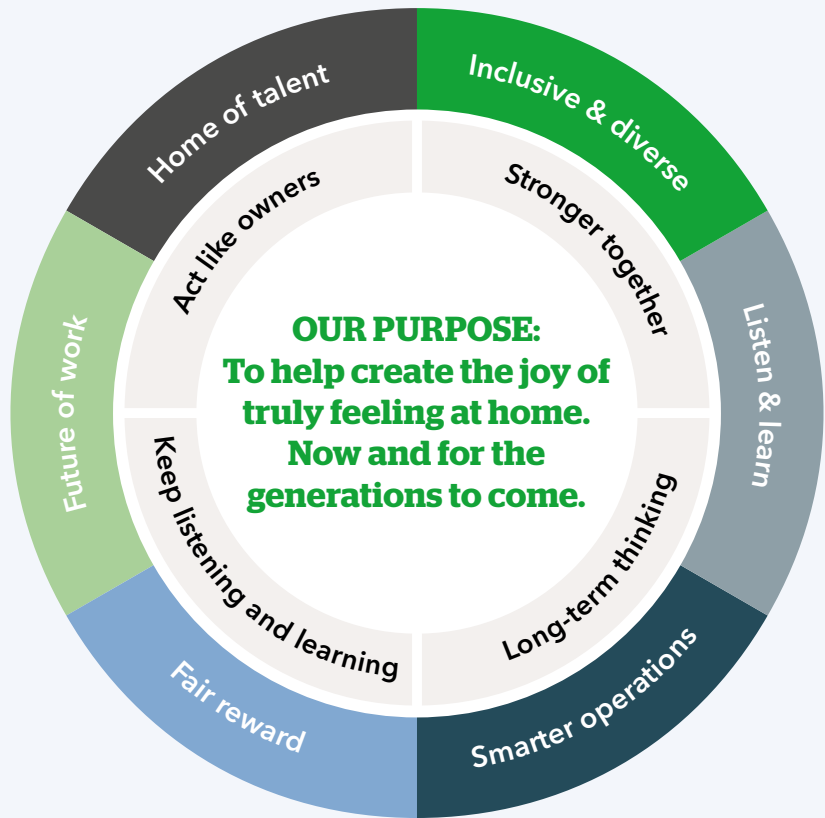 Home of talent
Inclusive & diverse
Listen & learn
Smarter operations
Fair reward
Future of work
Act like owners
Stronger together
Long-term thinking
Keep listening and learning
OUR PURPOSE:
To help create the joy of
truly feeling at home.
Now and for the
generations to come.